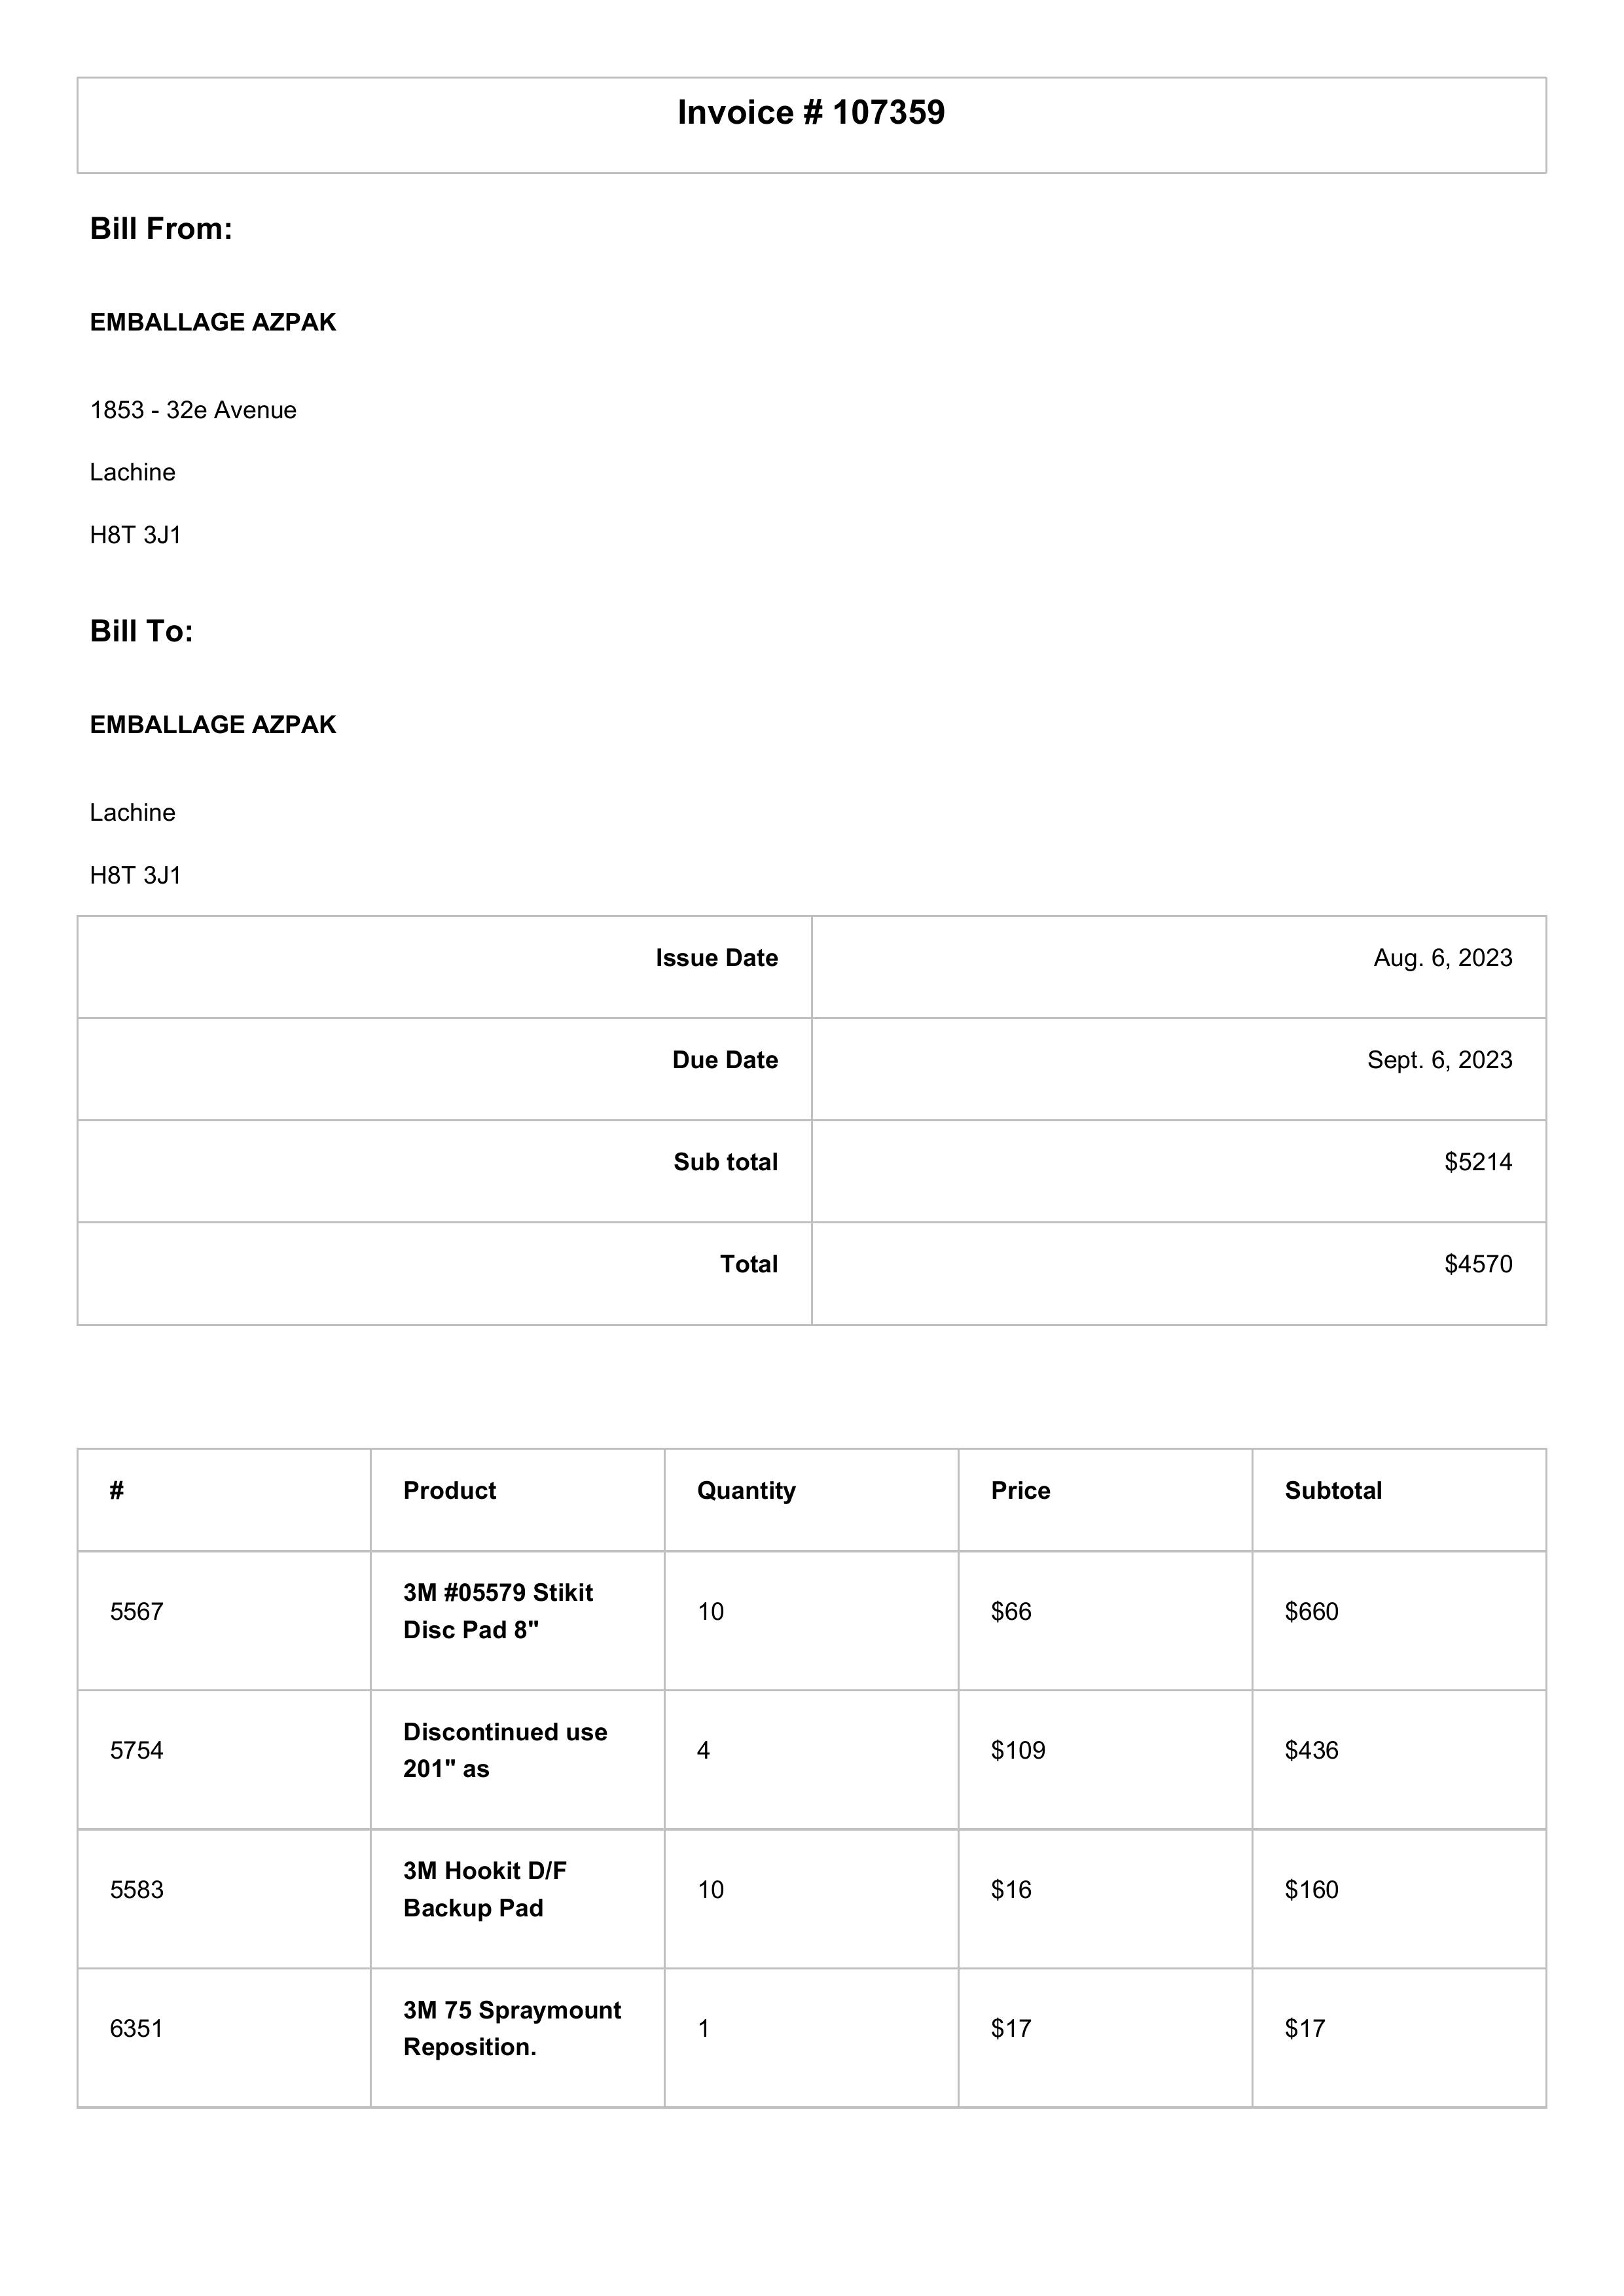 Invoice # 107359
Bill From:
EMBALLAGE AZPAK
1853 - 32e Avenue
Lachine
H8T 3J1
Bill To:
EMBALLAGE AZPAK
Lachine
H8T 3J1
Issue Date Aug. 6, 2023
Due Date Sept. 6, 2023
Sub total $5214
Total $4570
# Product Quantity Price Subtotal
5567 3M #05579 Stikit Disc Pad 8" 10 $66 $660
5754 Discontinued use 201" as 4 $109 $436
5583 3M Hookit D/F Backup Pad 10 $16 $160
6351 3M 75 Spraymount Reposition. 1 $17 $17